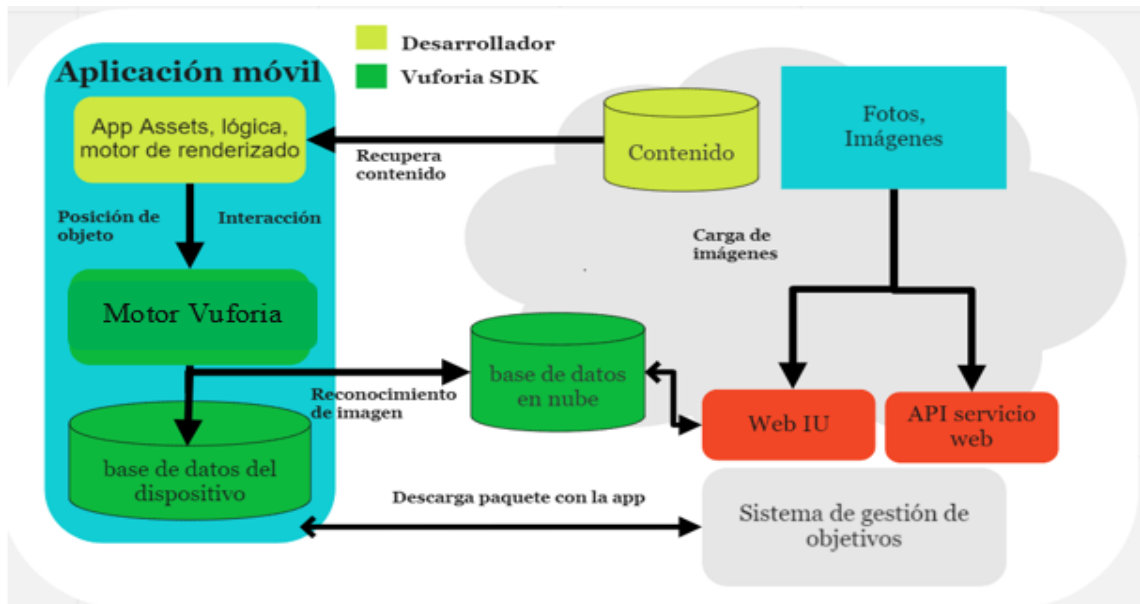 Desarrollador
Vuforia SDK
Aplicación móvil
App Assets, lógica,
motor de renderizado
Recupera
contenido
Contenido
Fotos,
Imágenes
Posición de
objeto
Interacción
Carga de
imágenes
Motor Vuforia
Reconocimiento
de imagen
base de datos
en nube
Web IU
API servicio
web
base de datos del
dispositivo
Descarga paquete con la app
Sistema de gestión de
objetivos